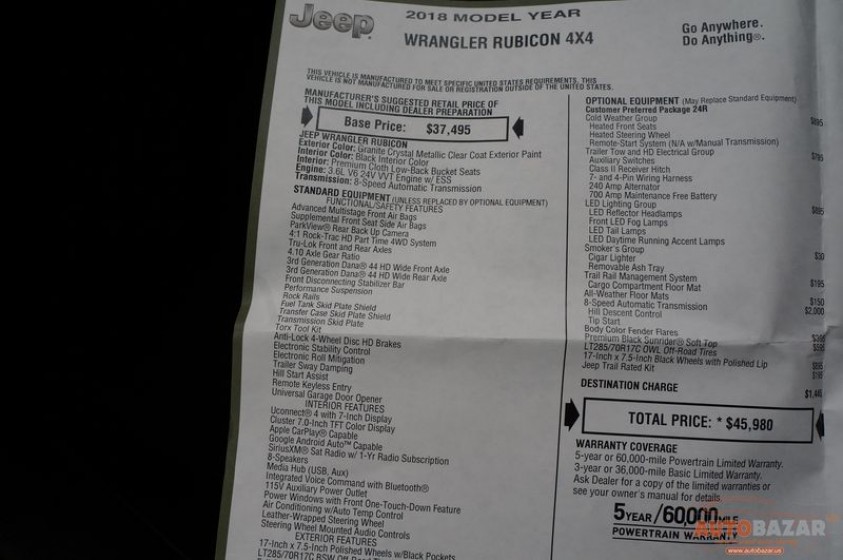 Jeep
2018 MODEL YEAR
WRANGLER RUBICON 4X4
Go Anywhere.
Do Anything®.
THIS VEHICLE IS MANUFACTURED TO MEET SPECIFIC UNITED STATES REQUIREMENTS. THIS
VEHICLE IS NOT MANUFACTURED FOR SALE OR REGISTRATION OUTSIDE OF THE UNITED STATES.
MANUFACTURER'S SUGGESTED RETAIL PRICE OF
THIS MODEL INCLUDING DEALER PREPARATION
Base Price: $37,495
JEEP WRANGLER RUBICON
Exterior Color: Granite Crystal Metallic Clear Coat Exterior Paint
Interior Color: Black Interior Color
Interior: Premium Cloth Low-Back Bucket Seats
Engine: 3.6L V6 24V VVT Engine w/ ESS
Transmission: 8-Speed Automatic Transmission
STANDARD EQUIPMENT (UNLESS REPLACED BY OPTIONAL EQUIPMENT)
FUNCTIONAL/SAFETY FEATURES
Advanced Multistage Front Air Bags
Supplemental Front Seat Side Air Bags
ParkView® Rear Back Up Camera
4:1 Rock-Trac HD Part Time 4WD System
Tru-Lok Front and Rear Axles
4.10 Axle Gear Ratio
3rd Generation Dana® 44 HD Wide Front Axle
3rd Generation Dana® 44 HD Wide Rear Axle
Front Disconnecting Stabilizer Bar
Performance Suspension
Rock Rails
Fuel Tank Skid Plate Shield
Transfer Case Skid Plate Shield
Transmission Skid Plate
Torx Tool Kit
Anti-Lock 4-Wheel Disc HD Brakes
Electronic Stability Control
Electronic Roll Mitigation
Trailer Sway Damping
Hill Start Assist
Remote Keyless Entry
Universal Garage Door Opener
INTERIOR FEATURES
Uconnect® 4 with 7-Inch Display
Cluster 7.0-Inch TFT Color Display
Apple CarPlay® Capable
Google Android Auto™ Capable
SiriusXM® Sat Radio w/ 1-Yr Radio Subscription
8-Speakers
Media Hub (USB, Aux)
Integrated Voice Command with Bluetooth®
115V Auxiliary Power Outlet
Power Windows with Front One-Touch-Down Feature
Air Conditioning w/Auto Temp Control
Leather-Wrapped Steering Wheel
Steering Wheel Mounted Audio Controls
EXTERIOR FEATURES
17-Inch x 7.5-Inch Polished Wheels w/Black Pockets
LT285/70R17C BSW Off-Road Tires
OPTIONAL EQUIPMENT (May Replace Standard Equipment)
Customer Preferred Package 24R
Cold Weather Group $895
Heated Front Seats
Heated Steering Wheel
Remote-Start System (N/A w/Manual Transmission)
Trailer Tow and HD Electrical Group $795
Auxiliary Switches
Class II Receiver Hitch
7- and 4-Pin Wiring Harness
240 Amp Alternator
700 Amp Maintenance Free Battery
LED Lighting Group $895
LED Reflector Headlamps
Front LED Fog Lamps
LED Tail Lamps
LED Daytime Running Accent Lamps
Smoker's Group $30
Cigar Lighter
Removable Ash Tray
Trail Rail Management System $195
Cargo Compartment Floor Mat
All-Weather Floor Mats $150
8-Speed Automatic Transmission $2,000
Hill Descent Control
Tip Start
Body Color Fender Flares
Premium Black Sunrider® Soft Top
LT285/70R17C OWL Off-Road Tires
17-Inch x 7.5-Inch Black Wheels with Polished Lip
Jeep Trail Rated Kit
DESTINATION CHARGE
TOTAL PRICE: * $45,980
WARRANTY COVERAGE
5-year or 60,000-mile Powertrain Limited Warranty.
3-year or 36,000-mile Basic Limited Warranty.
Ask Dealer for a copy of the limited warranties or
see your owner's manual for details.
5 YEAR / 60,000 MILE
POWERTRAIN WARRANTY
AUTOBAZAR
www.autobazar.us